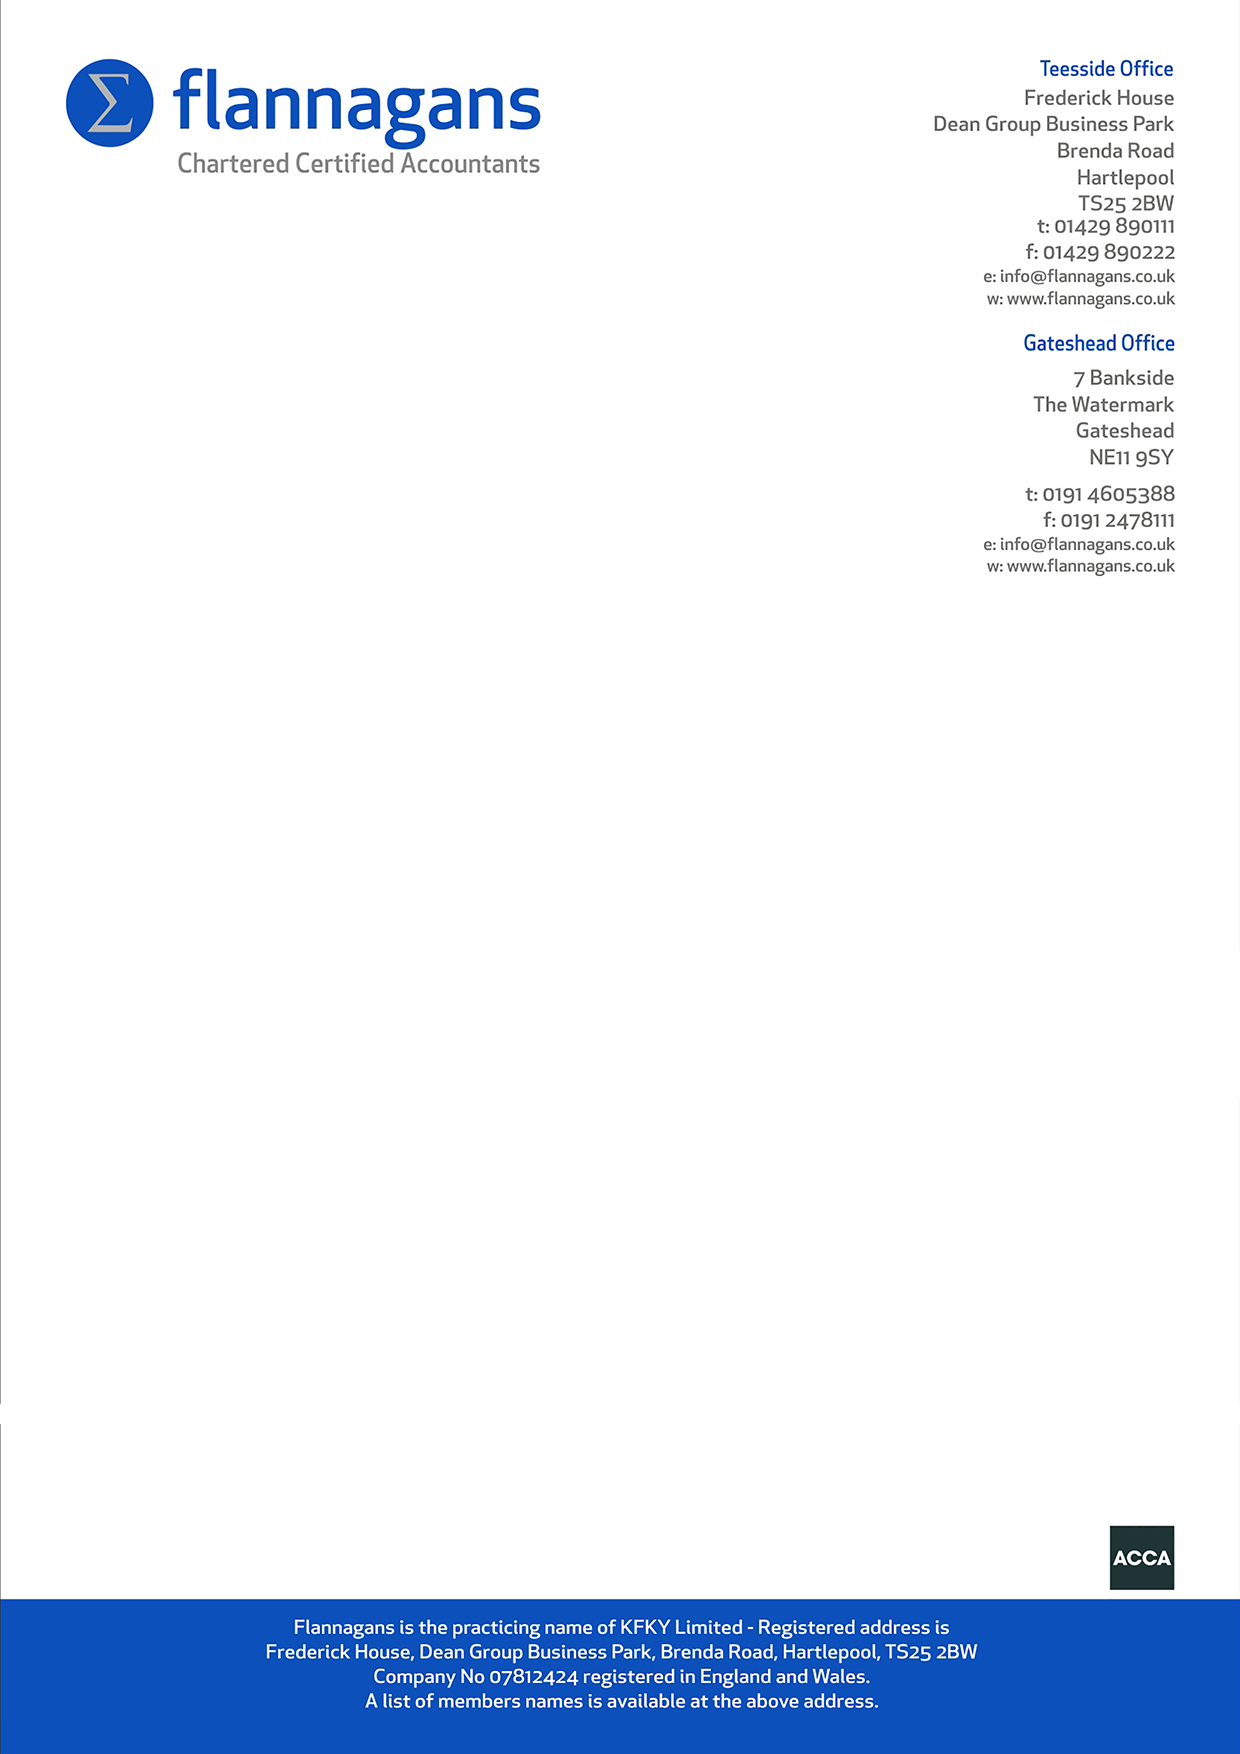 Σ flannagans
Chartered Certified Accountants
Teesside Office
Frederick House
Dean Group Business Park
Brenda Road
Hartlepool
TS25 2BW
t: 01429 890111
f: 01429 890222
e: info@flannagans.co.uk
w: www.flannagans.co.uk
Gateshead Office
7 Bankside
The Watermark
Gateshead
NE11 9SY
t: 0191 4605388
f: 0191 2478111
e: info@flannagans.co.uk
w: www.flannagans.co.uk
ACCA
Flannagans is the practicing name of KFKY Limited - Registered address is
Frederick House, Dean Group Business Park, Brenda Road, Hartlepool, TS25 2BW
Company No 07812424 registered in England and Wales.
A list of members names is available at the above address.